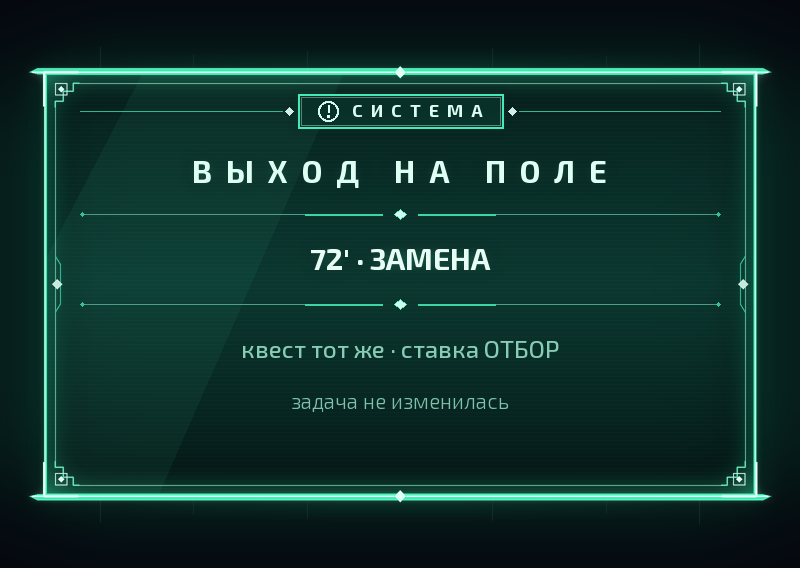 СИСТЕМА
ВЫХОД НА ПОЛЕ
72' · ЗАМЕНА
квест тот же · ставка ОТБОР
задача не изменилась